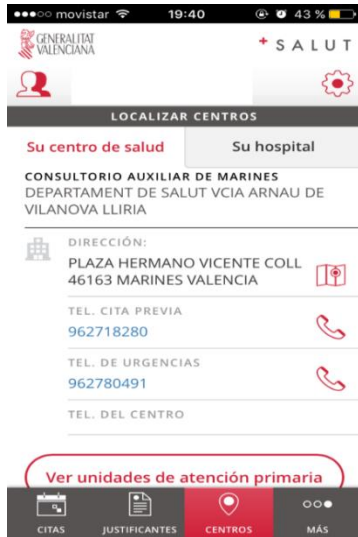 movistar 19:40 43 %
GENERALITAT
VALENCIANA
+ SALUT
LOCALIZAR CENTROS
Su centro de salud Su hospital
CONSULTORIO AUXILIAR DE MARINES
DEPARTAMENT DE SALUT VCIA ARNAU DE
VILANOVA LLIRIA
DIRECCIÓN:
PLAZA HERMANO VICENTE COLL
46163 MARINES VALENCIA
TEL. CITA PREVIA
962718280
TEL. DE URGENCIAS
962780491
TEL. DEL CENTRO
Ver unidades de atención primaria
CITAS JUSTIFICANTES CENTROS MÁS